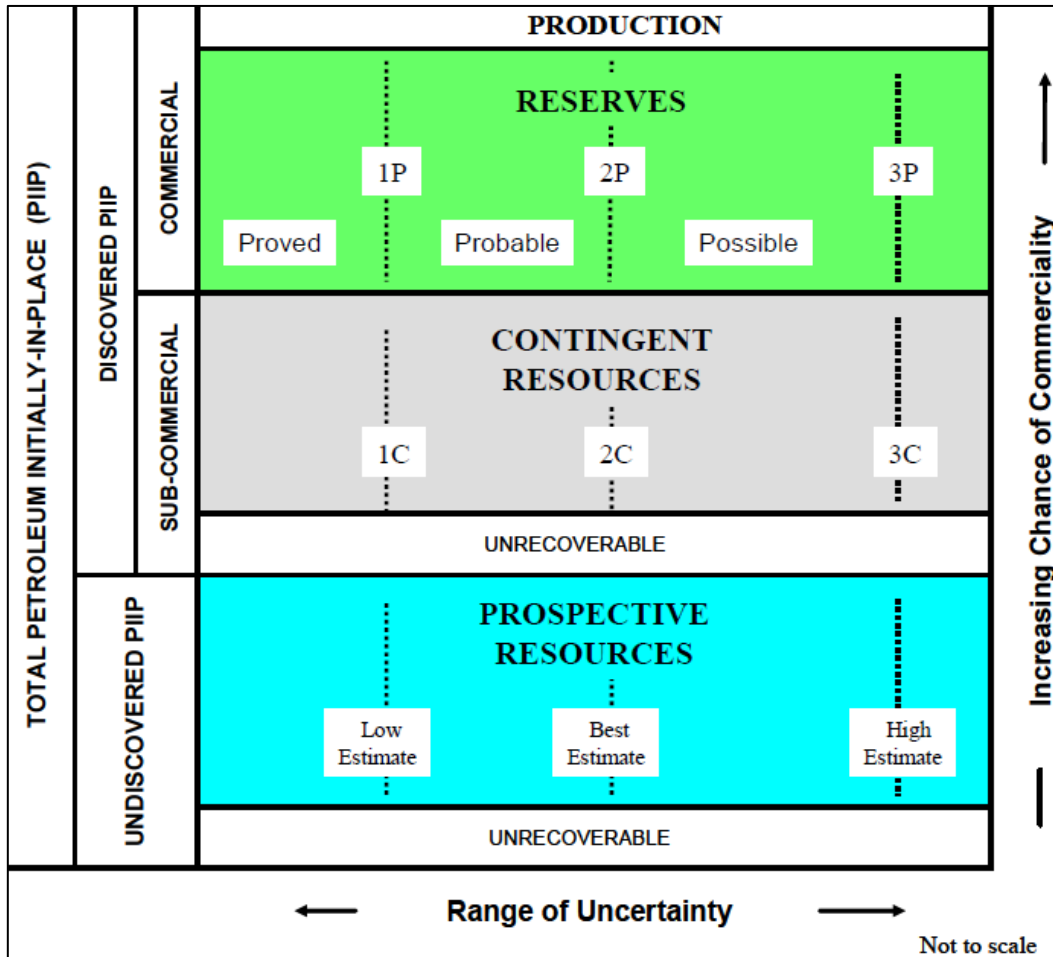 TOTAL PETROLEUM INITIALLY-IN-PLACE (PIIP)
DISCOVERED PIIP
UNDISCOVERED PIIP
COMMERCIAL
SUB-COMMERCIAL
PRODUCTION
RESERVES
1P
2P
3P
Proved
Probable
Possible
CONTINGENT
RESOURCES
1C
2C
3C
UNRECOVERABLE
PROSPECTIVE
RESOURCES
Low
Estimate
Best
Estimate
High
Estimate
UNRECOVERABLE
Increasing Chance of Commerciality
Range of Uncertainty
Not to scale